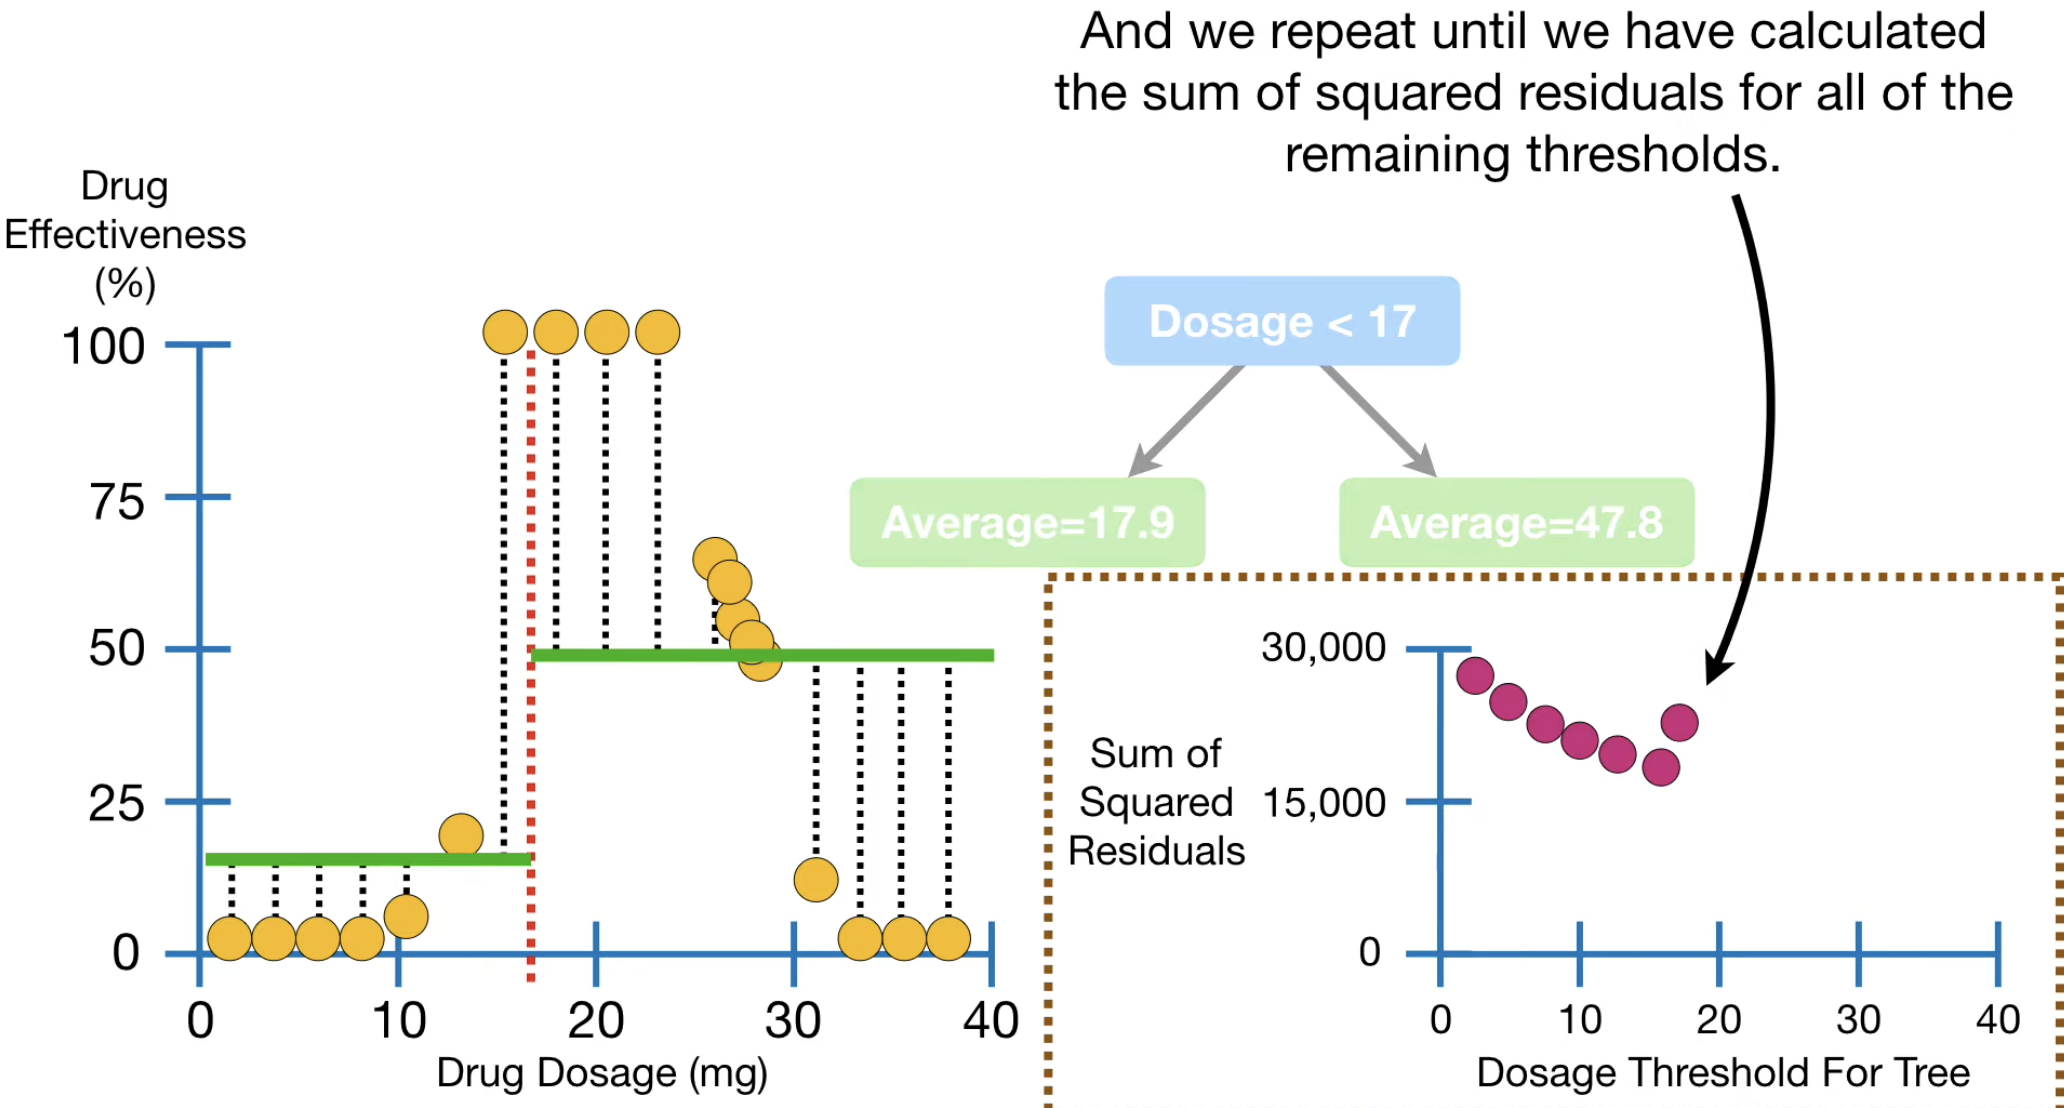 And we repeat until we have calculated
the sum of squared residuals for all of the
remaining thresholds.
Drug
Effectiveness
(%)
100
75
50
25
0
0 10 20 30 40
Drug Dosage (mg)
Dosage < 17
Average=17.9
Average=47.8
Sum of
Squared
Residuals
30,000
15,000
0
0 10 20 30 40
Dosage Threshold For Tree